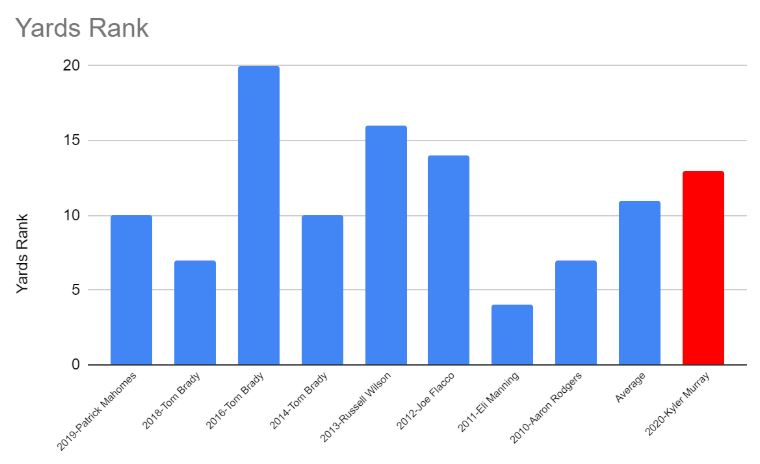 Yards Rank
20
15
10
5
0
Yards Rank
2019-Patrick Mahomes
2018-Tom Brady
2016-Tom Brady
2014-Tom Brady
2013-Russell Wilson
2012-Joe Flacco
2011-Eli Manning
2010-Aaron Rodgers
Average
2020-Kyler Murray